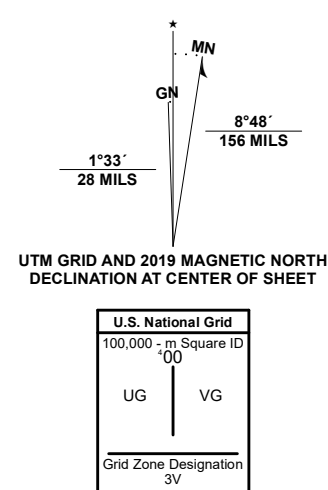 ★
MN
GN
8°48´
156 MILS
1°33´
28 MILS
UTM GRID AND 2019 MAGNETIC NORTH
DECLINATION AT CENTER OF SHEET
U.S. National Grid
100,000 - m Square ID
⁴00
UG VG
Grid Zone Designation
3V